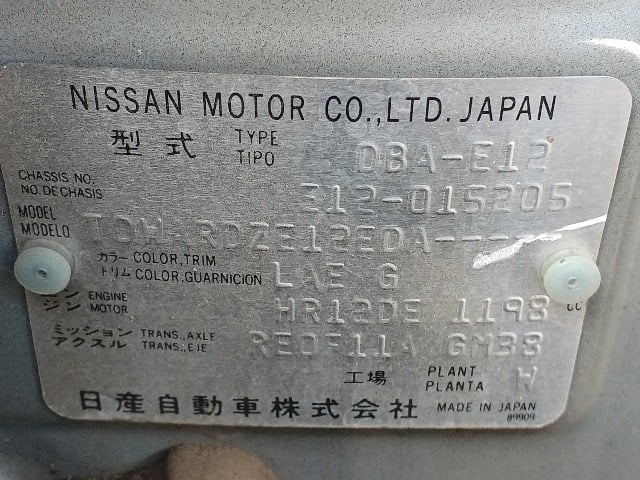 NISSAN MOTOR CO.,LTD. JAPAN
型式 TYPE TIPO DBA-E12
CHASSIS NO. NO.DE CHASIS E12-015205
MODEL MODELO RDZE12EDA-----
カラー COLOR,TRIM トリム COLOR,GUARNICION LAE G
ジン ENGINE MOTOR HR12DE 1198 cc
ミッション TRANS.,AXLE アクスル TRANS.,EJE RE0F11A GM38
工場 PLANT PLANTA W
日産自動車株式会社 MADE IN JAPAN
89909